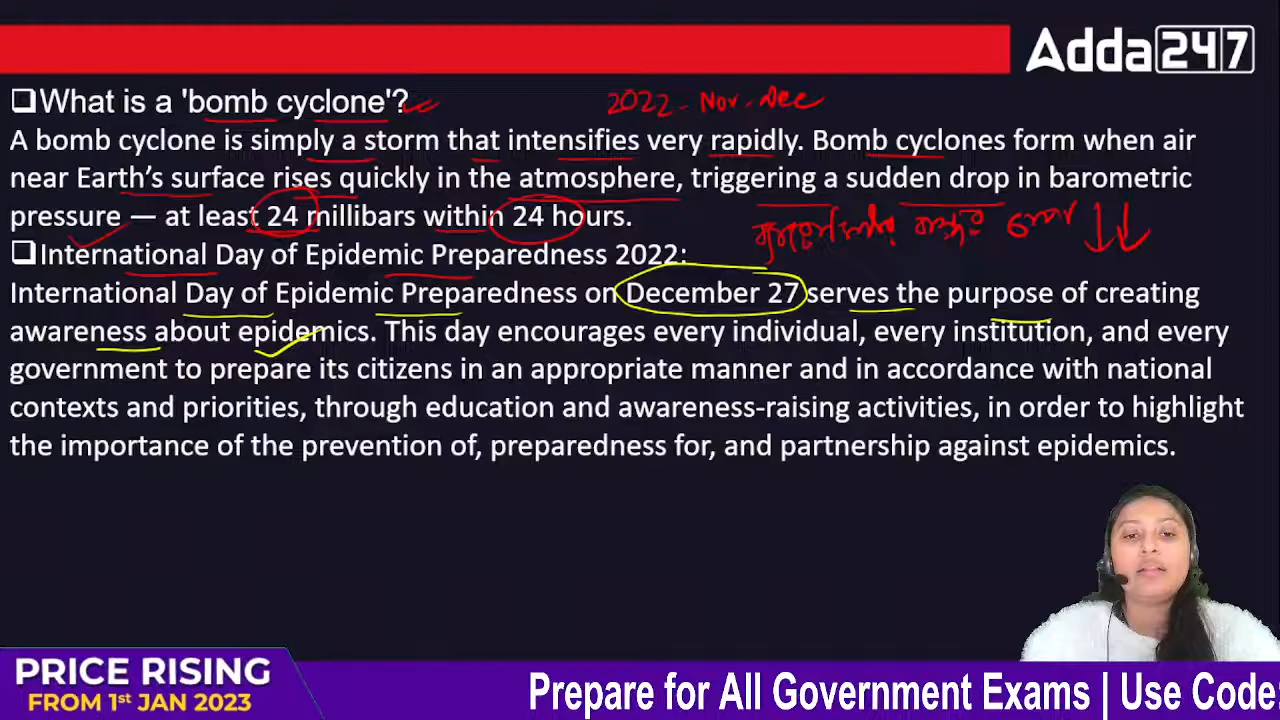 Adda247
❑What is a 'bomb cyclone'?
2022 - Nov - Dec
A bomb cyclone is simply a storm that intensifies very rapidly. Bomb cyclones form when air
near Earth's surface rises quickly in the atmosphere, triggering a sudden drop in barometric
pressure — at least 24 millibars within 24 hours.
❑International Day of Epidemic Preparedness 2022:
International Day of Epidemic Preparedness on December 27 serves the purpose of creating
awareness about epidemics. This day encourages every individual, every institution, and every
government to prepare its citizens in an appropriate manner and in accordance with national
contexts and priorities, through education and awareness-raising activities, in order to highlight
the importance of the prevention of, preparedness for, and partnership against epidemics.
PRICE RISING
FROM 1st JAN 2023
Prepare for All Government Exams | Use Code: